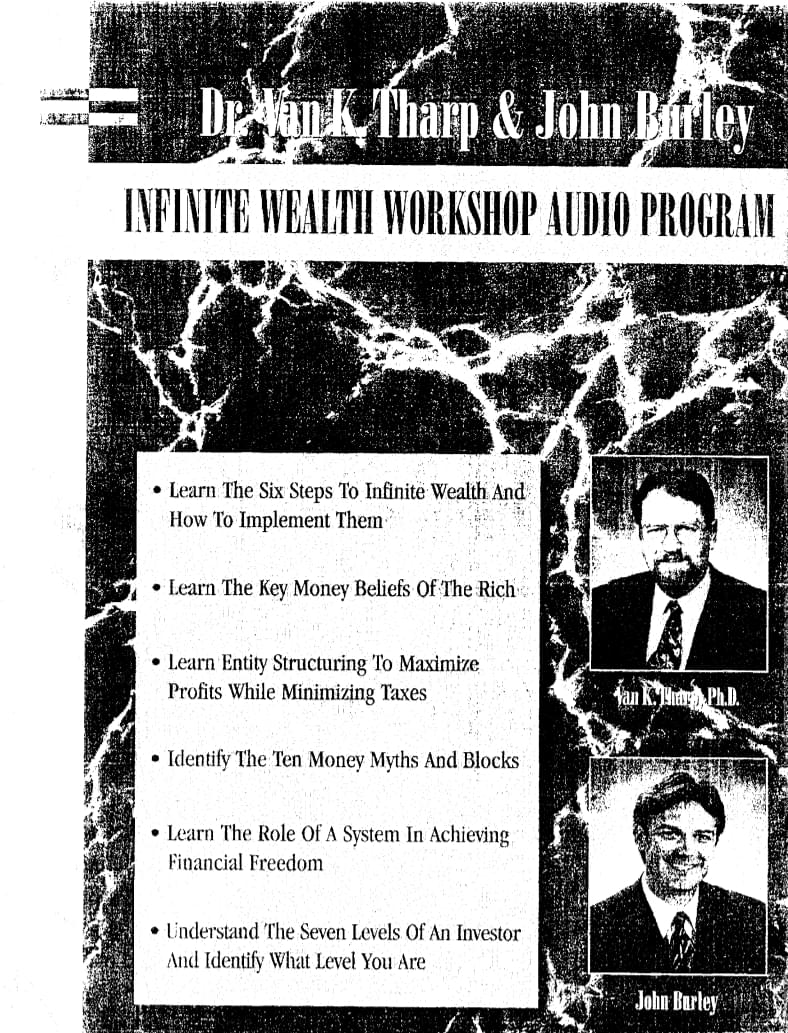 Dr. Van K. Tharp & John Burley
INFINITE WEALTH WORKSHOP AUDIO PROGRAM
• Learn The Six Steps To Infinite Wealth And
How To Implement Them
• Learn The Key Money Beliefs Of The Rich
• Learn Entity Structuring To Maximize
Profits While Minimizing Taxes
• Identify The Ten Money Myths And Blocks
• Learn The Role Of A System In Achieving
Financial Freedom
• Understand The Seven Levels Of An Investor
And Identify What Level You Are
Van K. Tharp, Ph.D.
John Burley